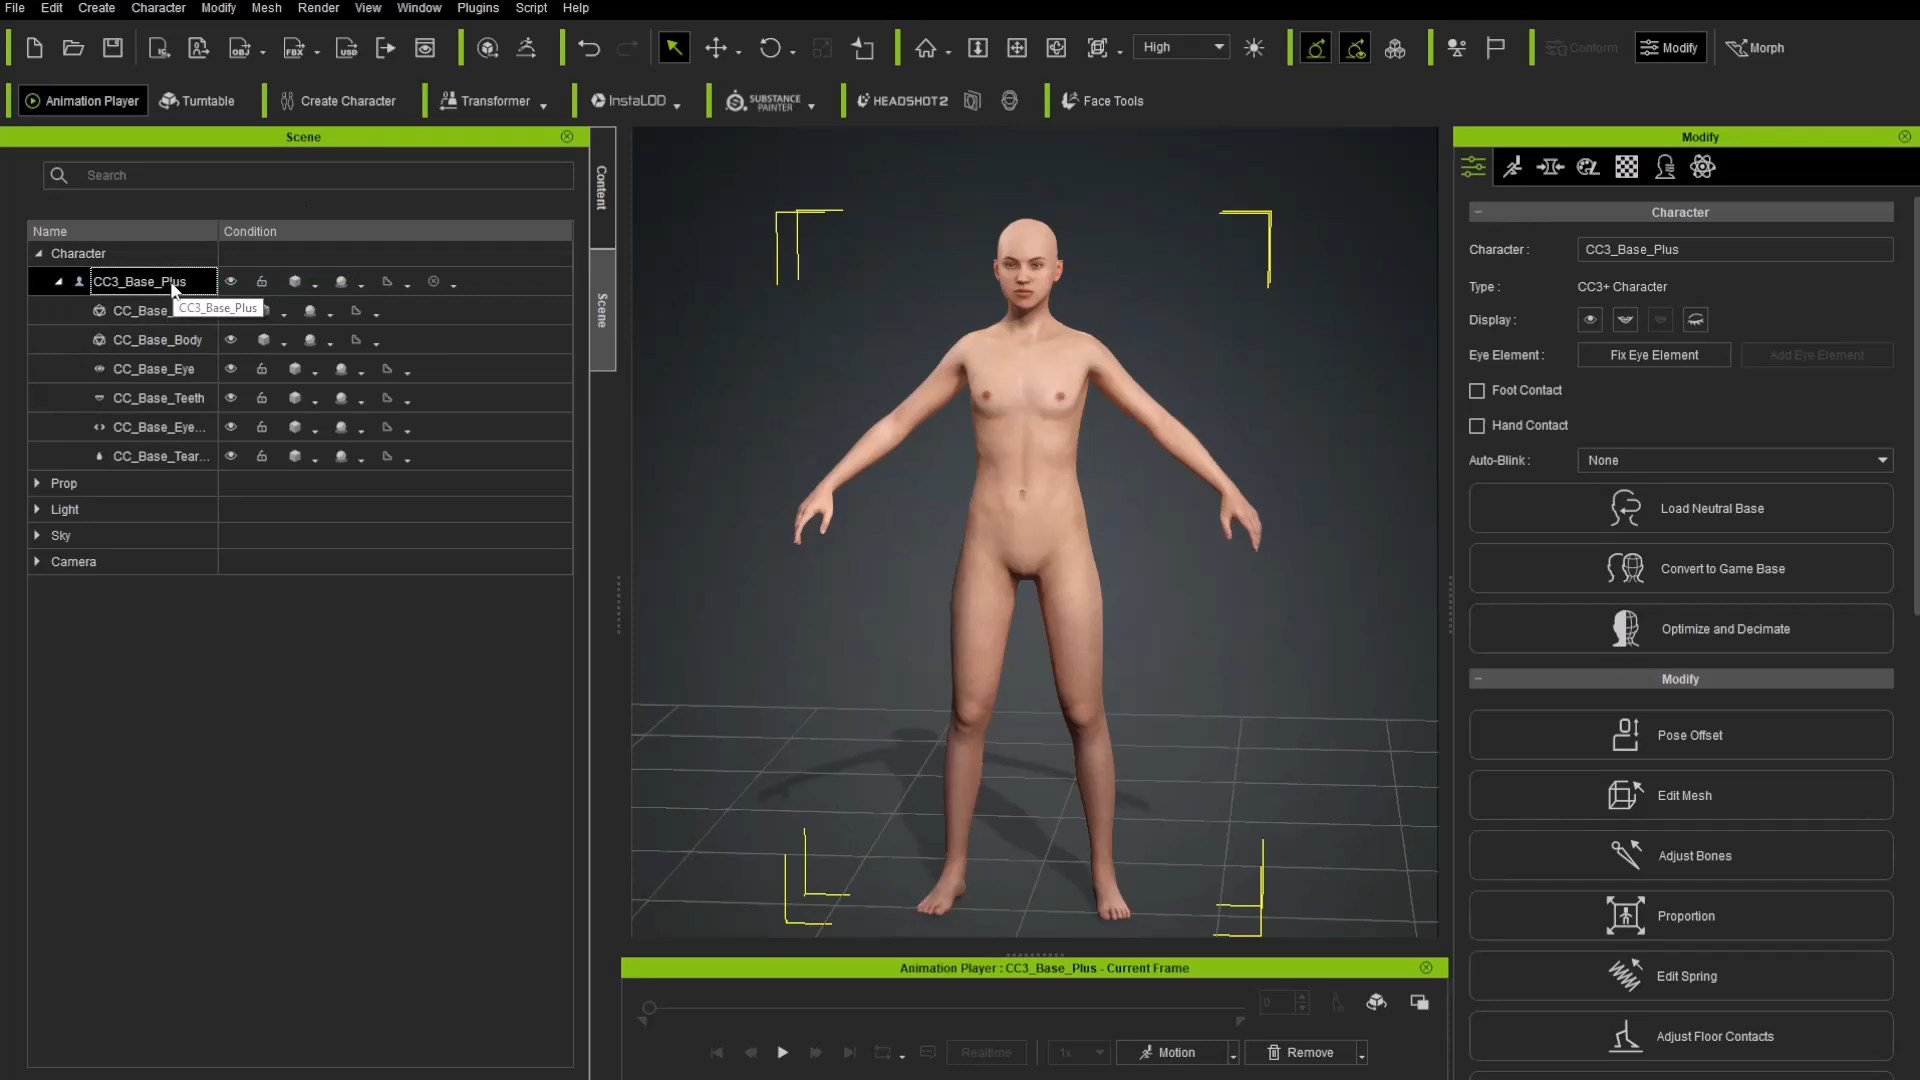 File Edit Create Character Modify Mesh Render View Window Plugins Script Help
High Conform Modify Morph
Animation Player Turntable Create Character Transformer InstaLOD SUBSTANCE PAINTER HEADSHOT 2 Face Tools
Scene
Search
Name Condition
Character
CC3_Base_Plus
CC_Base_
CC3_Base_Plus
CC_Base_Body
CC_Base_Eye
CC_Base_Teeth
CC_Base_Eye...
CC_Base_Tear...
Prop
Light
Sky
Camera
Content
Scene
Animation Player : CC3_Base_Plus - Current Frame
0
Realtime 1x Motion Remove
Modify
Character
Character : CC3_Base_Plus
Type : CC3+ Character
Display :
Eye Element : Fix Eye Element Add Eye Element
Foot Contact
Hand Contact
Auto-Blink : None
Load Neutral Base
Convert to Game Base
Optimize and Decimate
Modify
Pose Offset
Edit Mesh
Adjust Bones
Proportion
Edit Spring
Adjust Floor Contacts